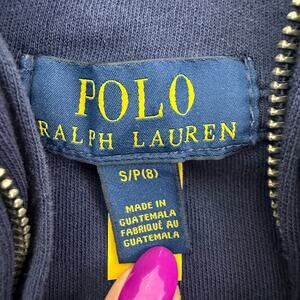 POLO
RALPH LAUREN
S/P(8)
MADE IN
GUATEMALA
FABRIQUÉ AU
GUATEMALA